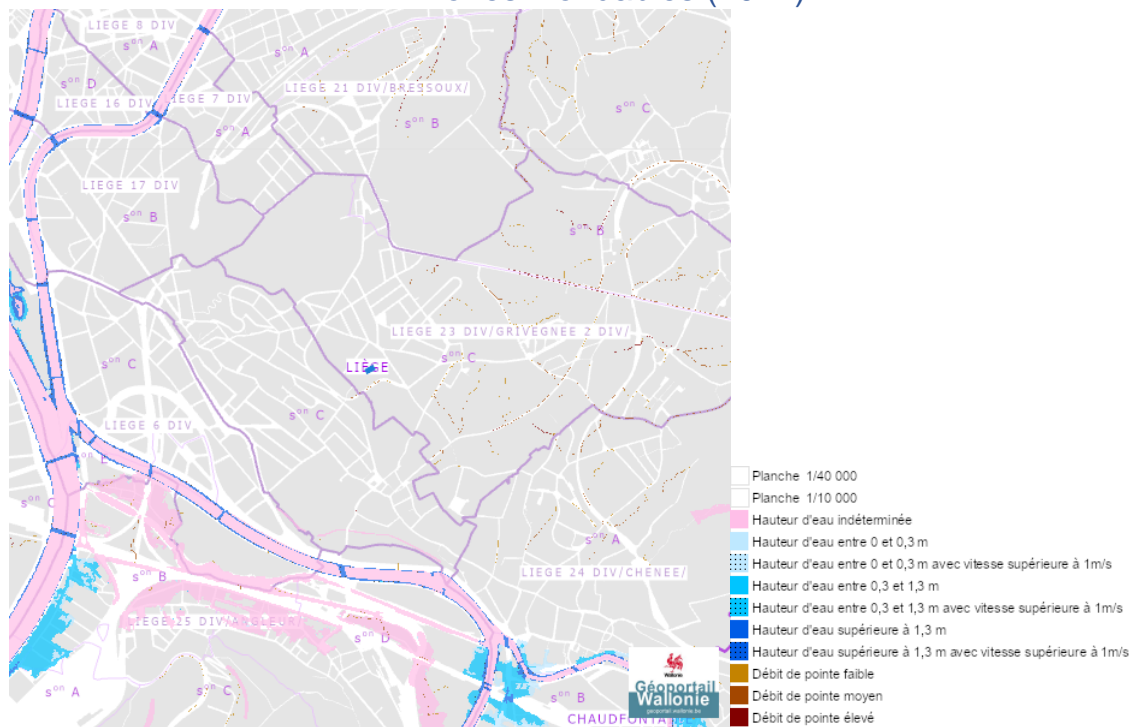 LIEGE 8 DIV
sᵒⁿ A
sᵒⁿ A
sᵒⁿ D
LIEGE 21 DIV/BRESSOUX/
LIEGE 16 DIV
LIEGE 7 DIV
sᵒⁿ C
sᵒⁿ A
sᵒⁿ B
LIEGE 17 DIV
sᵒⁿ B
sᵒⁿ B
LIEGE 23 DIV/GRIVEGNEE 2 DIV/
sᵒⁿ C
sᵒⁿ C
LIÈGE
sᵒⁿ C
LIEGE 6 DIV
sᵒⁿ C
sᵒⁿ A
LIEGE 24 DIV/CHENEE/
sᵒⁿ B
LIEGE 25 DIV/ANGLEUR/
sᵒⁿ D
sᵒⁿ A
sᵒⁿ C
sᵒⁿ B
Wallonie
Géoportail
Wallonie
geoportail.wallonie.be
Planche 1/40 000
Planche 1/10 000
Hauteur d'eau indéterminée
Hauteur d'eau entre 0 et 0,3 m
Hauteur d'eau entre 0 et 0,3 m avec vitesse supérieure à 1m/s
Hauteur d'eau entre 0,3 et 1,3 m
Hauteur d'eau entre 0,3 et 1,3 m avec vitesse supérieure à 1m/s
Hauteur d'eau supérieure à 1,3 m
Hauteur d'eau supérieure à 1,3 m avec vitesse supérieure à 1m/s
Débit de pointe faible
Débit de pointe moyen
Débit de pointe élevé